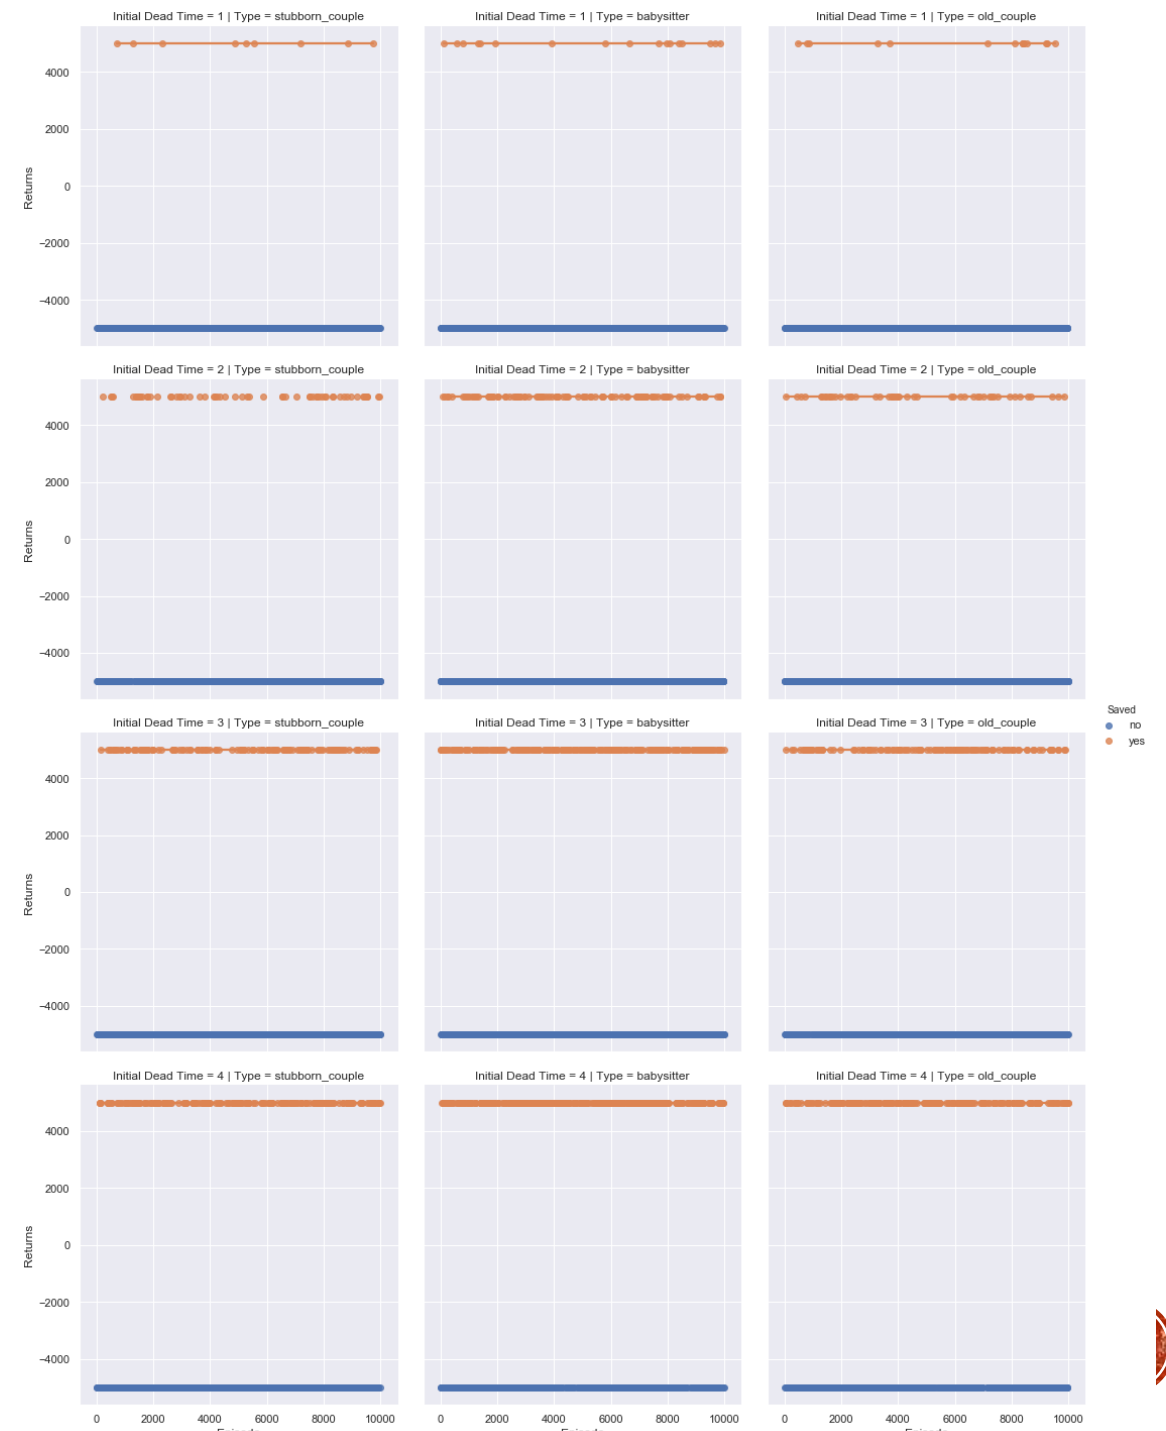 Initial Dead Time = 1 | Type = stubborn_couple
Initial Dead Time = 1 | Type = babysitter
Initial Dead Time = 1 | Type = old_couple
4000
2000
0
−2000
−4000
Returns
Initial Dead Time = 2 | Type = stubborn_couple
Initial Dead Time = 2 | Type = babysitter
Initial Dead Time = 2 | Type = old_couple
4000
2000
0
−2000
−4000
Returns
Saved
no
yes
Initial Dead Time = 3 | Type = stubborn_couple
Initial Dead Time = 3 | Type = babysitter
Initial Dead Time = 3 | Type = old_couple
4000
2000
0
−2000
−4000
Returns
Initial Dead Time = 4 | Type = stubborn_couple
Initial Dead Time = 4 | Type = babysitter
Initial Dead Time = 4 | Type = old_couple
4000
2000
0
−2000
−4000
Returns
0 2000 4000 6000 8000 10000
0 2000 4000 6000 8000 10000
0 2000 4000 6000 8000 10000